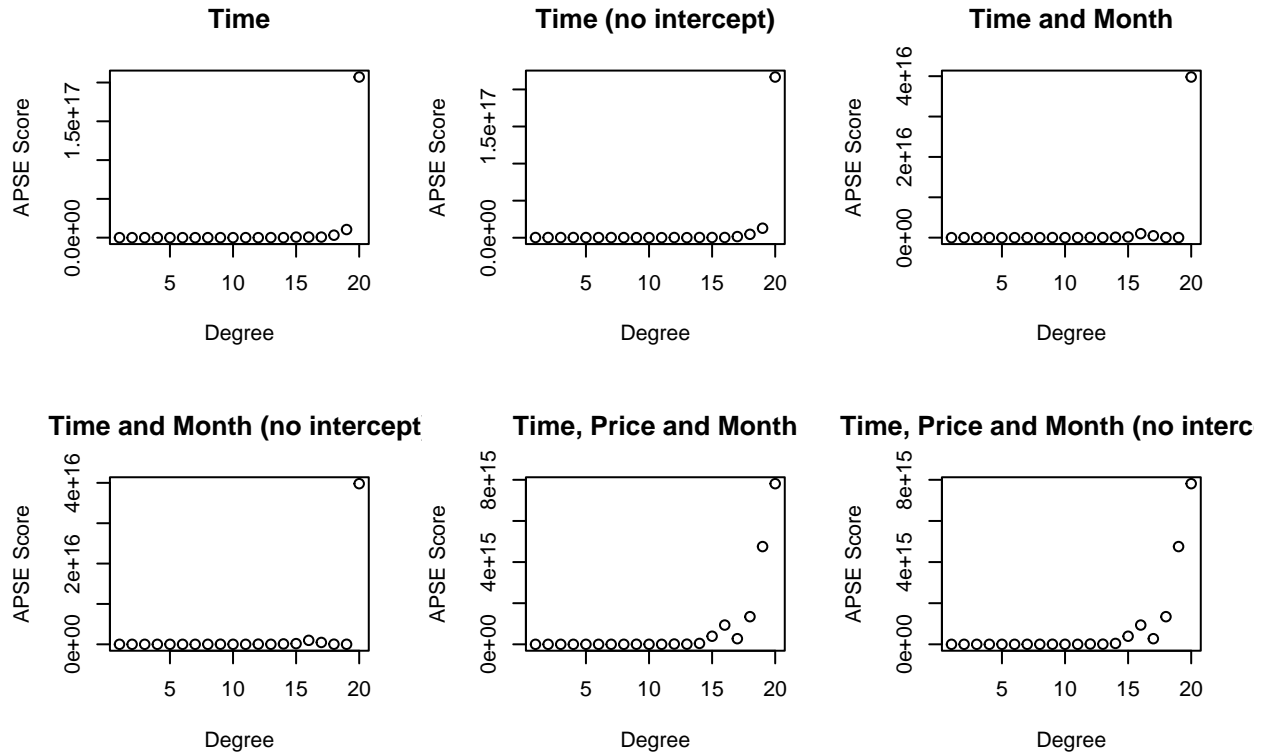 Time
APSE Score
0.0e+00
1.5e+17
5 10 15 20
Degree
Time (no intercept)
APSE Score
0.0e+00
1.5e+17
5 10 15 20
Degree
Time and Month
APSE Score
0e+00
2e+16
4e+16
5 10 15 20
Degree
Time and Month (no intercept
APSE Score
0e+00
2e+16
4e+16
5 10 15 20
Degree
Time, Price and Month
APSE Score
0e+00
4e+15
8e+15
5 10 15 20
Degree
Time, Price and Month (no interc
APSE Score
0e+00
4e+15
8e+15
5 10 15 20
Degree